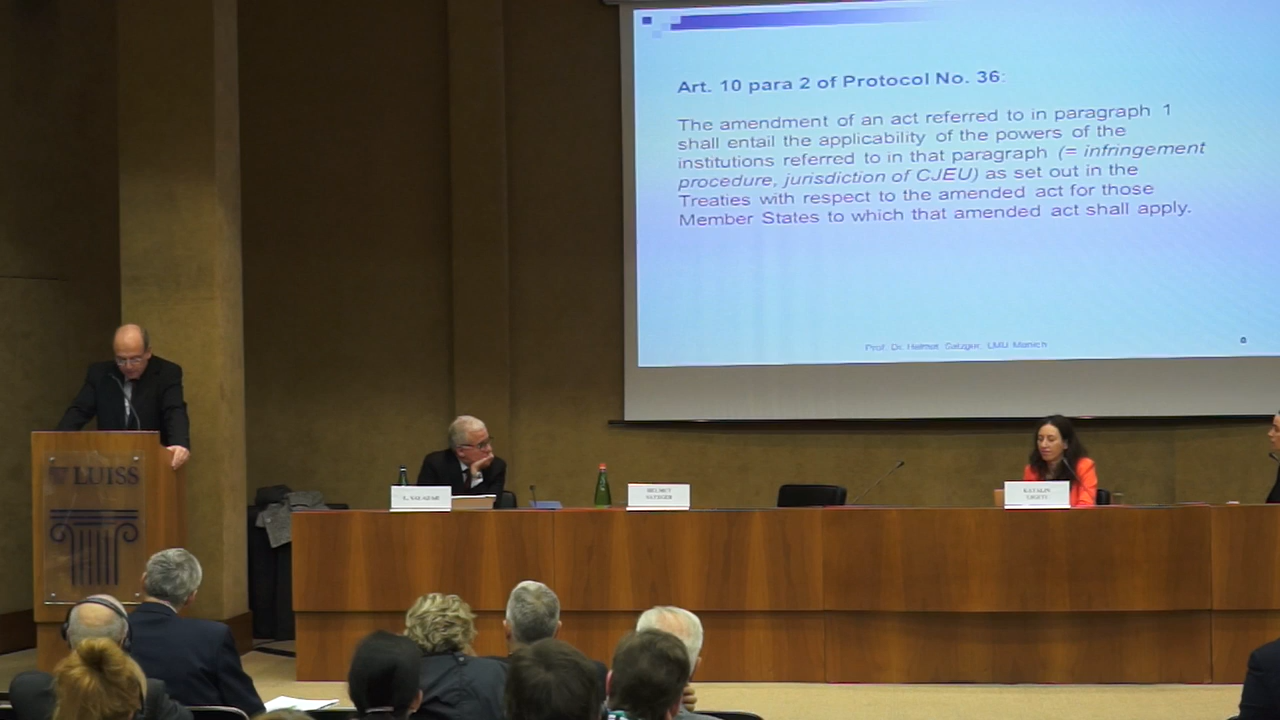 Art. 10 para 2 of Protocol No. 36:
The amendment of an act referred to in paragraph 1
shall entail the applicability of the powers of the
institutions referred to in that paragraph (= infringement
procedure, jurisdiction of CJEU) as set out in the
Treaties with respect to the amended act for those
Member States to which that amended act shall apply.
Prof. Dr. Helmut Satzger, LMU Munich
LUISS
L. SALAZAR
HELMUT
SATZGER
KATALIN
LIGETI